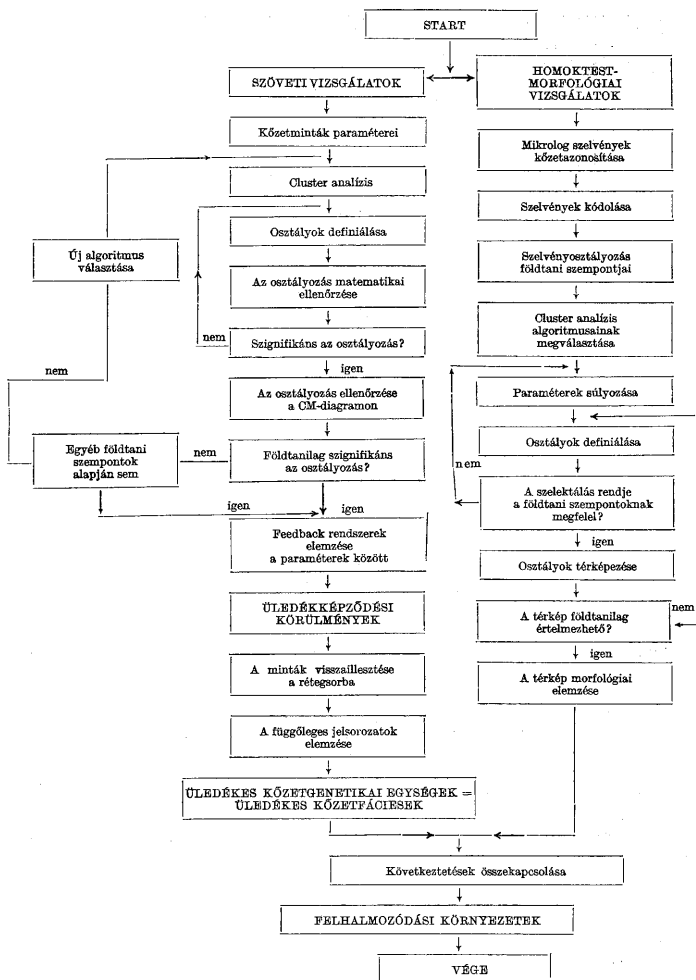 START
SZÖVETI VIZSGÁLATOK
Kőzetminták paraméterei
Cluster analízis
Osztályok definiálása
Új algoritmus
választása
Az osztályozás matematikai
ellenőrzése
nem
Szignifikáns az osztályozás?
igen
nem
Az osztályozás ellenőrzése
a CM-diagramon
Egyéb földtani
szempontok
alapján sem
nem
Földtanilag szignifikáns
az osztályozás?
igen
igen
Feedback rendszerek
elemzése
a paraméterek között
ÜLEDÉKKÉPZŐDÉSI
KÖRÜLMÉNYEK
A minták visszaillesztése
a rétegsorba
A függőleges jelsorozatok
elemzése
ÜLEDÉKES KŐZETGENETIKAI EGYSÉGEK =
ÜLEDÉKES KŐZETFÁCIESEK
HOMOKTEST-
MORFOLÓGIAI
VIZSGÁLATOK
Mikrolog szelvények
kőzetazonosítása
Szelvények kódolása
Szelvényosztályozás
földtani szempontjai
Cluster analízis
algoritmusainak
megválasztása
Paraméterek súlyozása
Osztályok definiálása
nem
A szelektálás rendje
a földtani szempontoknak
megfelel?
igen
Osztályok térképezése
nem
A térkép földtanilag
értelmezhető?
igen
A térkép morfológiai
elemzése
Következtetések összekapcsolása
FELHALMOZÓDÁSI KÖRNYEZETEK
VÉGE